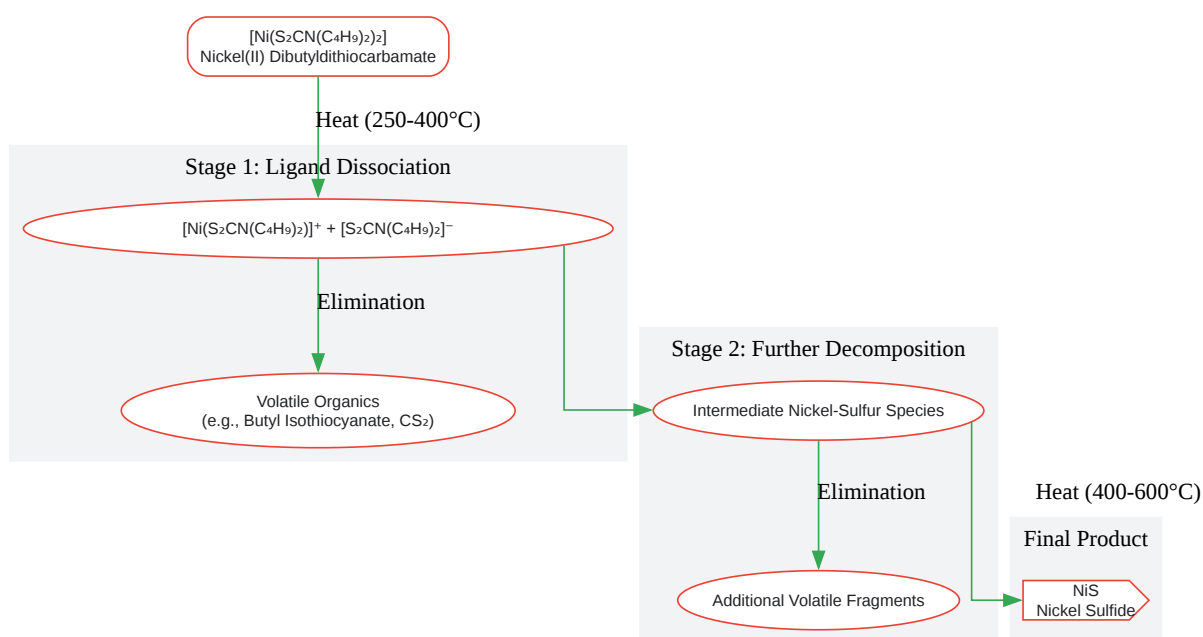 [Ni(S₂CN(C₄H₉)₂)₂]
Nickel(II) Dibutyldithiocarbamate
Heat (250-400°C)
Stage 1: Ligand Dissociation
[Ni(S₂CN(C₄H₉)₂)]⁺ + [S₂CN(C₄H₉)₂]⁻
Elimination
Volatile Organics
(e.g., Butyl Isothiocyanate, CS₂)
Stage 2: Further Decomposition
Intermediate Nickel-Sulfur Species
Elimination
Additional Volatile Fragments
Heat (400-600°C)
Final Product
NiS
Nickel Sulfide